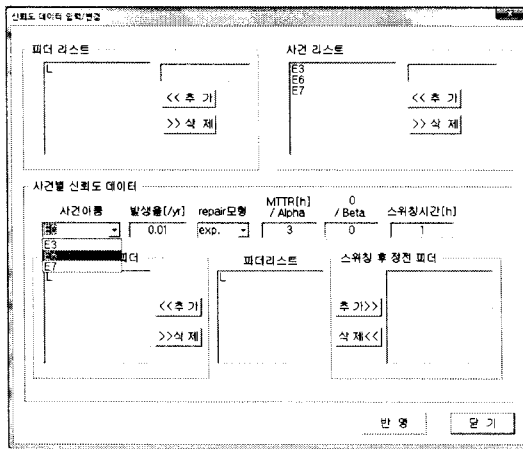 신뢰도 데이터 입력/변경
피더 리스트
사건 리스트
L
E3
E6
E7
<< 추 가
>> 삭 제
<< 추 가
>> 삭 제
사건별 신뢰도 데이터
사건이름
발생율[/yr]
repair모형
MTTR[h]
/ Alpha
0
/ Beta
스위칭시간[h]
0.01
exp.
3
0
1
E3
E7
피더
피더리스트
스위칭 후 정전 피더
L
L
<<추 가
>>삭 제
추 가>>
삭 제<<
반 영
닫 기